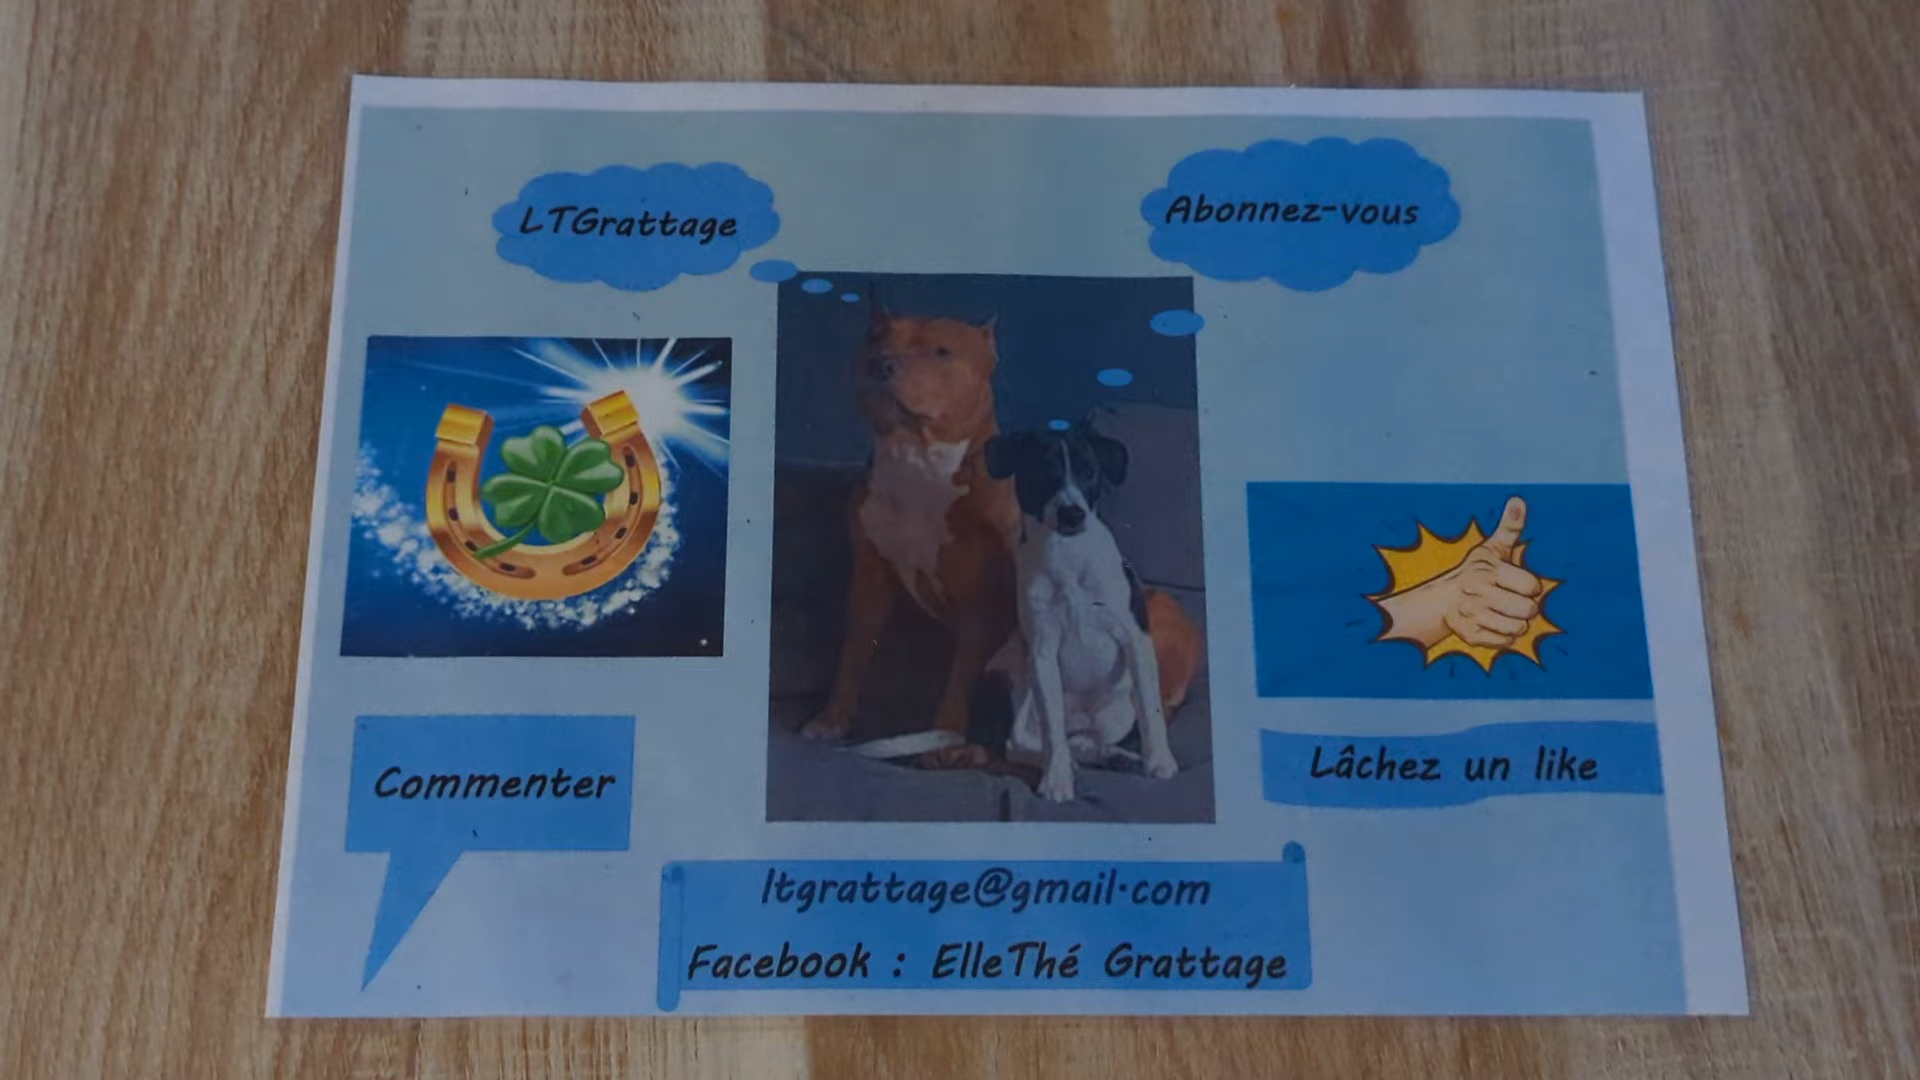 LTGrattage
Abonnez-vous
Commenter
Lâchez un like
ltgrattage@gmail.com
Facebook : ElleThé Grattage